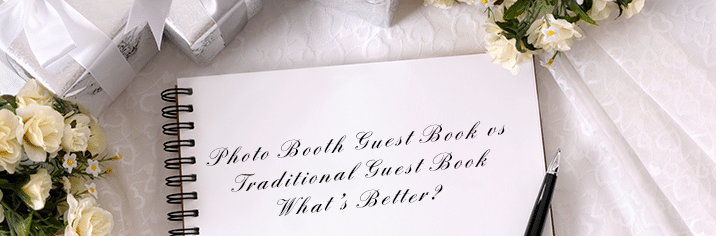 Photo Booth Guest Book vs
Traditional Guest Book
What's Better?